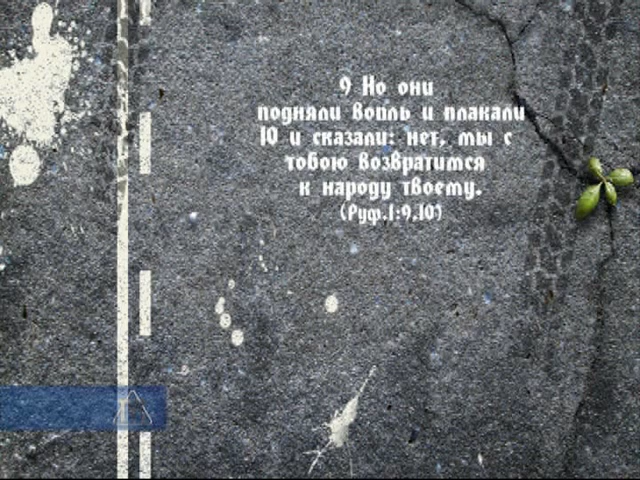 9 Но они
подняли вопль и плакали
10 и сказали: нет, мы с
тобою возвратимся
к народу твоему.
(Руф.1:9,10)